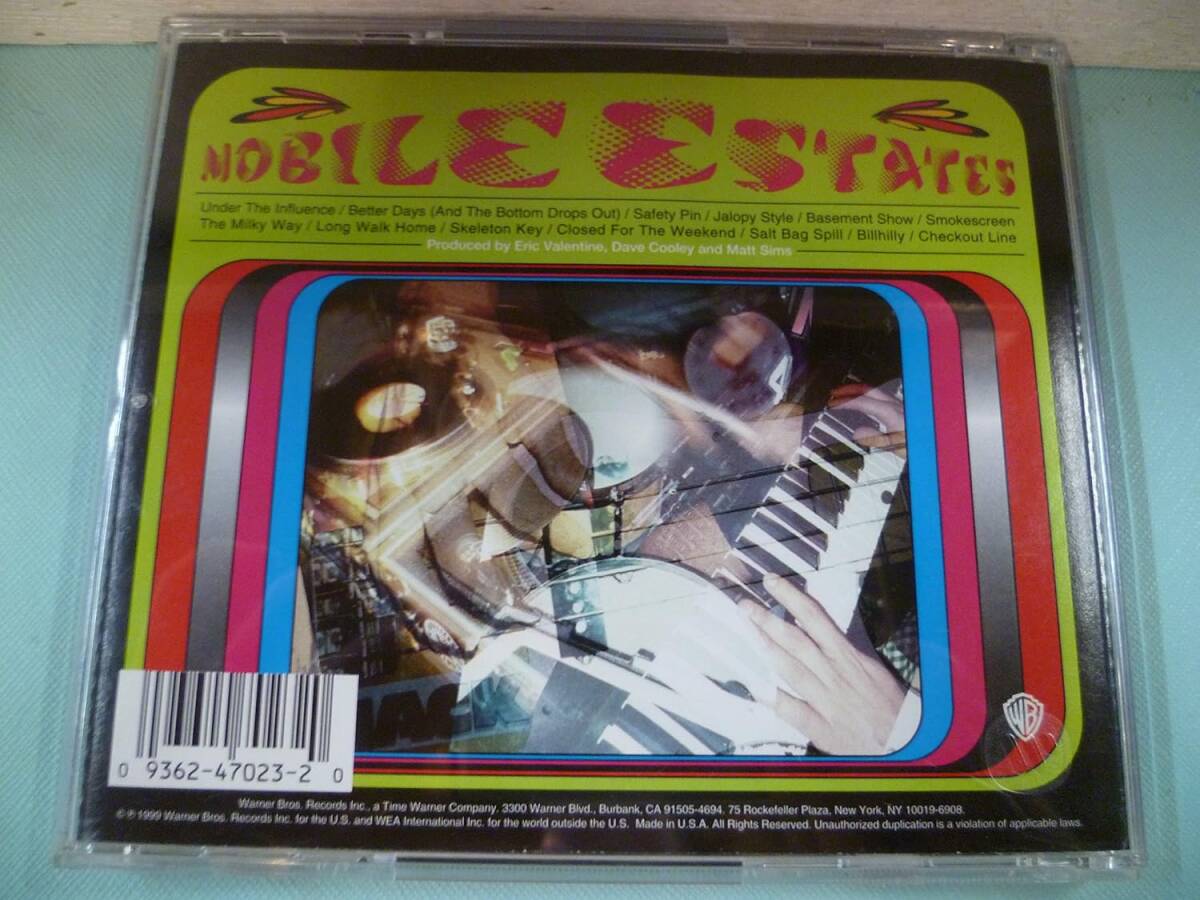 MOBILE ESTATES
Under The Influence / Better Days (And The Bottom Drops Out) / Safety Pin / Jalopy Style / Basement Show / Smokescreen
The Milky Way / Long Walk Home / Skeleton Key / Closed For The Weekend / Salt Bag Spill / Billhilly / Checkout Line
Produced by Eric Valentine, Dave Cooley and Matt Sims
WB
0 9362-47023-2 0
Warner Bros. Records Inc., a Time Warner Company. 3300 Warner Blvd., Burbank, CA 91505-4694. 75 Rockefeller Plaza, New York, NY 10019-6908.
©℗ 1999 Warner Bros. Records Inc. for the U.S. and WEA International Inc. for the world outside the U.S. Made in U.S.A. All Rights Reserved. Unauthorized duplication is a violation of applicable laws.